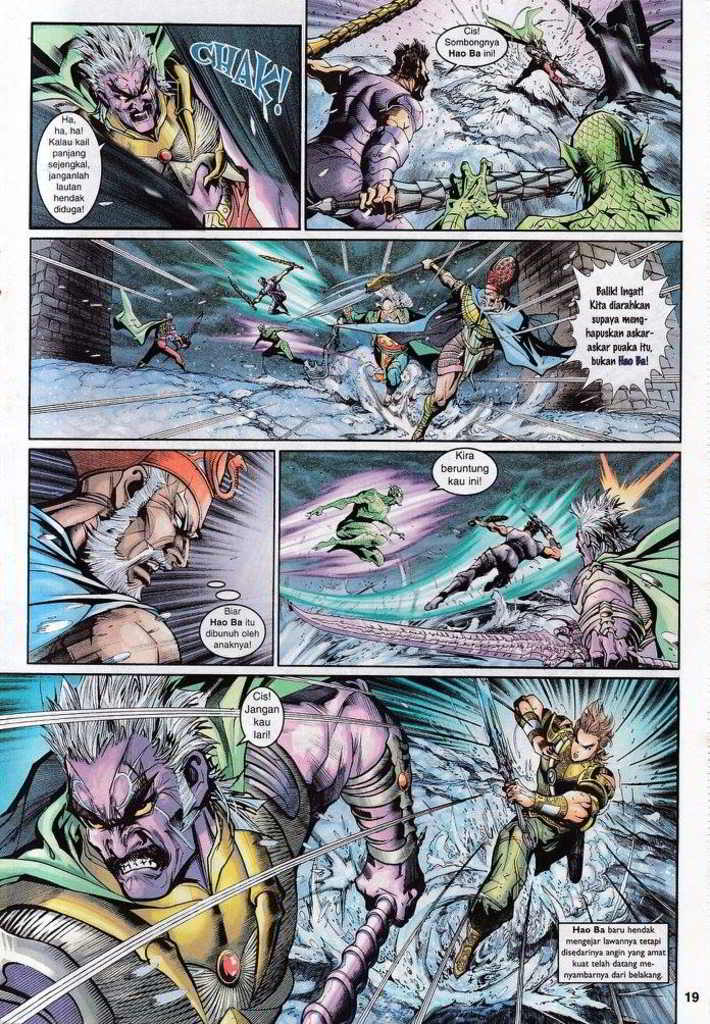 CHAK!
Ha,
ha, ha!
Kalau kail
panjang
sejengkal,
janganlah
lautan
hendak
diduga!
Cis!
Sombongnya
Hao Ba ini!
Balik! Ingat!
Kita diarahkan
supaya meng-
hapuskan askar-
askar puaka itu,
bukan Hao Ba!
Biar
Hao Ba itu
dibunuh oleh
anaknya!
Kira
beruntung
kau ini!
Cis!
Jangan
kau
lari!
Hao Ba baru hendak
mengejar lawannya tetapi
disedarinya angin yang amat
kuat telah datang me-
nyambarnya dari belakang.
19